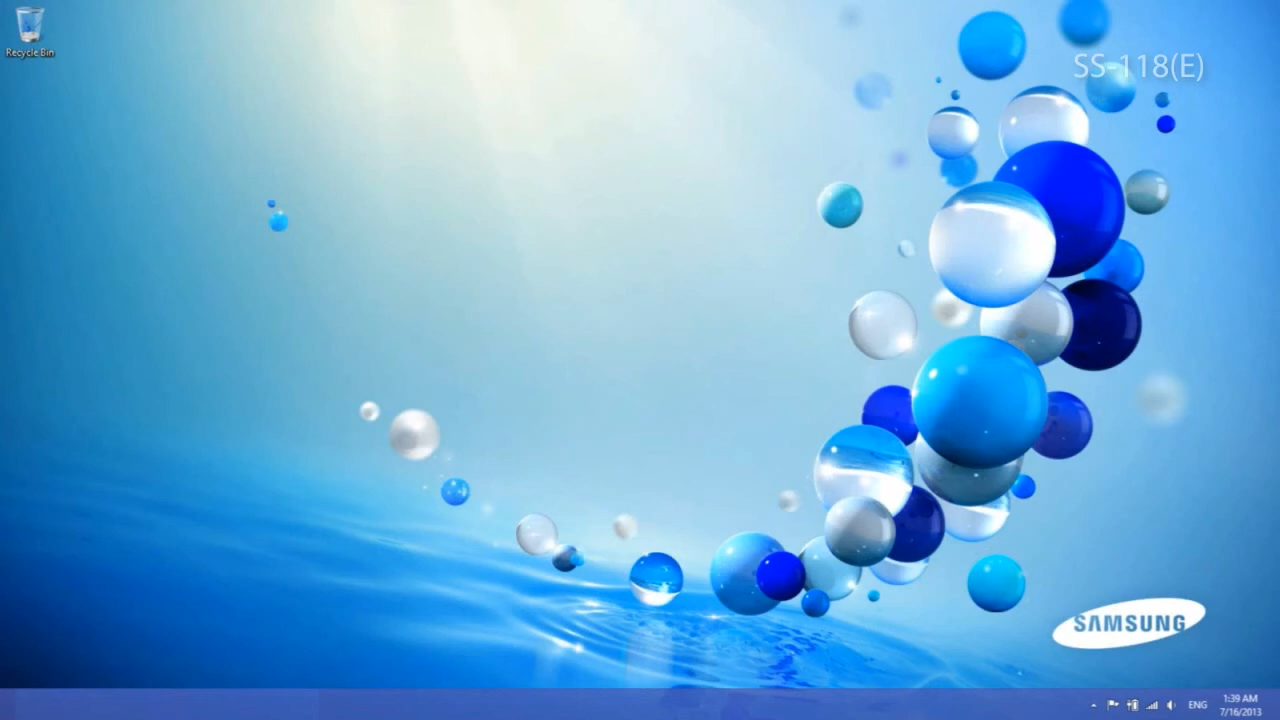 Recycle Bin
SS-118(E)
SAMSUNG
ENG
1:39 AM
7/16/2013